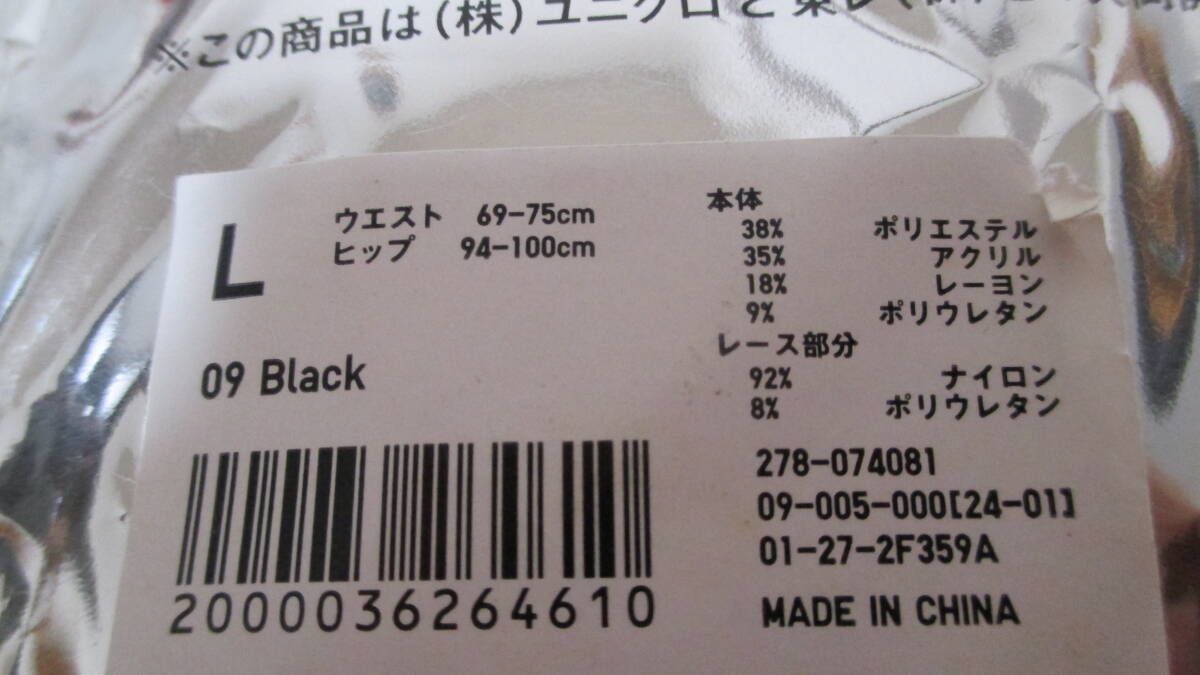 ※この商品は(株)ユニクロと東レ
L
ウエスト 69-75cm
ヒップ 94-100cm
09 Black
2000036264610
本体
38% ポリエステル
35% アクリル
18% レーヨン
9% ポリウレタン
レース部分
92% ナイロン
8% ポリウレタン
278-074081
09-005-000[24-01]
01-27-2F359A
MADE IN CHINA